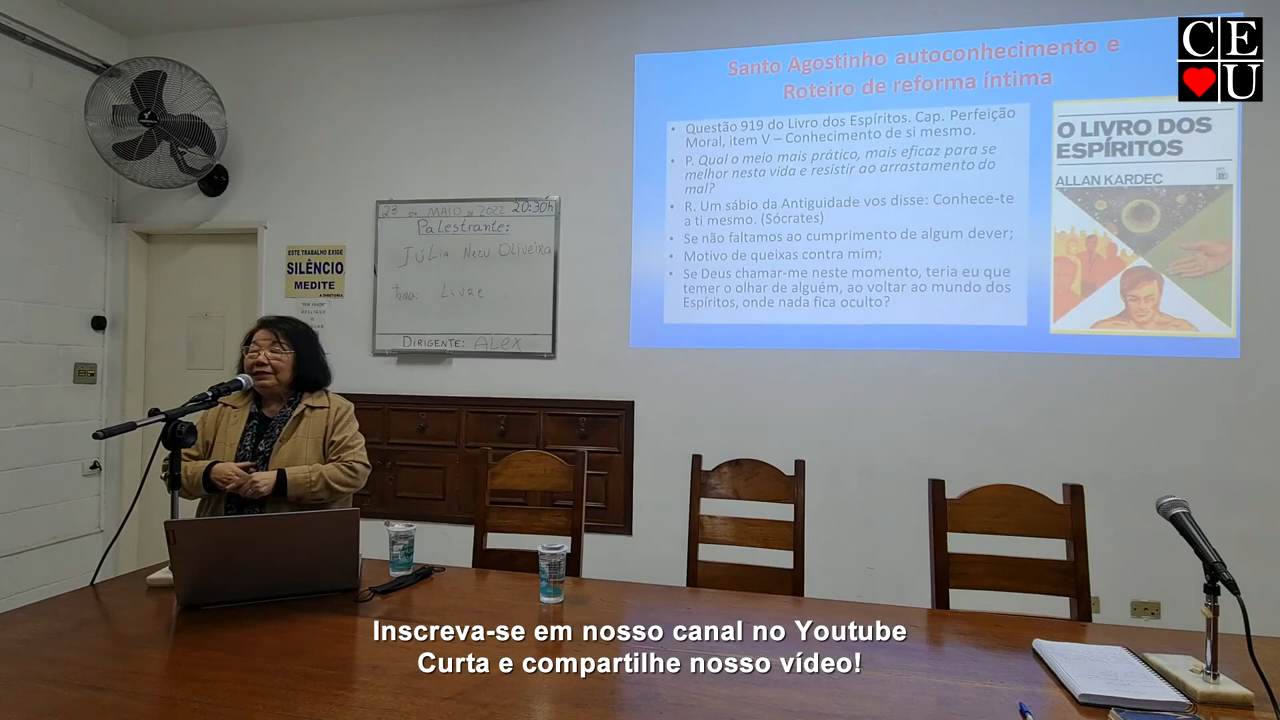 Santo Agostinho autoconhecimento e
Roteiro de reforma íntima
• Questão 919 do Livro dos Espíritos. Cap. Perfeição
Moral, item V – Conhecimento de si mesmo.
• P. Qual o meio mais prático, mais eficaz para se
melhor nesta vida e resistir ao arrastamento do
mal?
• R. Um sábio da Antiguidade vos disse: Conhece-te
a ti mesmo. (Sócrates)
• Se não faltamos ao cumprimento de algum dever;
• Motivo de queixas contra mim;
• Se Deus chamar-me neste momento, teria eu que
temer o olhar de alguém, ao voltar ao mundo dos
Espíritos, onde nada fica oculto?
O LIVRO DOS
ESPÍRITOS
ALLAN KARDEC
CE
U
23 DE MAIO DE 2022 20:30h
Palestrante:
Júlia Nezu Oliveira
Tema: Livre
DIRIGENTE: ALEX
ESTE TRABALHO EXIGE
SILÊNCIO
MEDITE
A DIRETORIA
"POR FAVOR"
DESLIGUE
O
Inscreva-se em nosso canal no Youtube
Curta e compartilhe nosso vídeo!